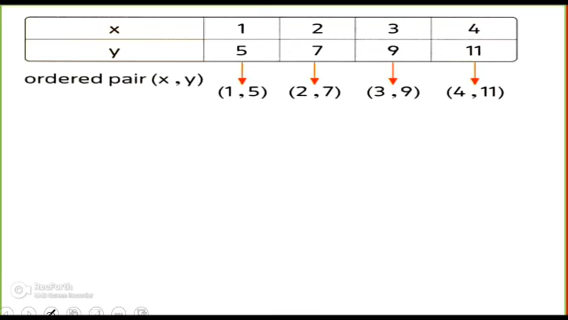 x 1 2 3 4
y 5 7 9 11
ordered pair (x , y) (1 , 5) (2 , 7) (3 , 9) (4 , 11)